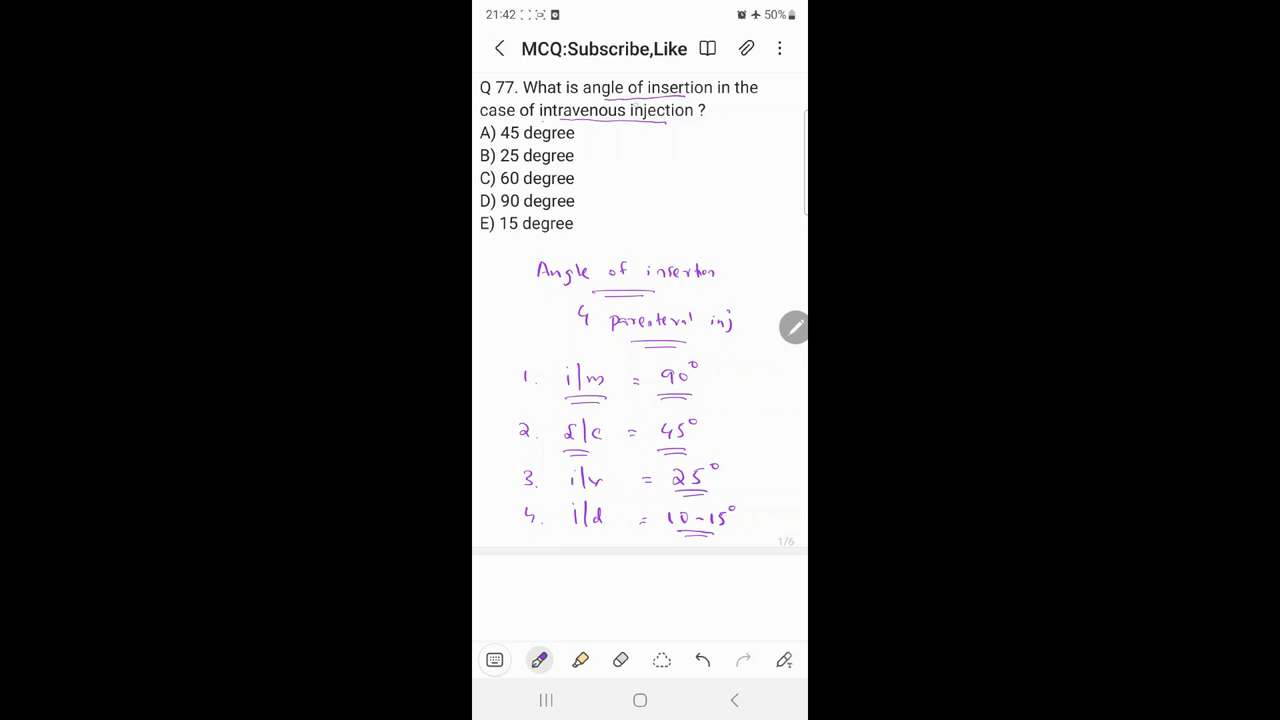 21:42 50%
MCQ:Subscribe,Like
Q 77. What is angle of insertion in the
case of intravenous injection ?
A) 45 degree
B) 25 degree
C) 60 degree
D) 90 degree
E) 15 degree
Angle of insertion
4 parenteral inj
1. i/m = 90°
2. s/c = 45°
3. i/v = 25°
4. i/d = 10-15°
1/6